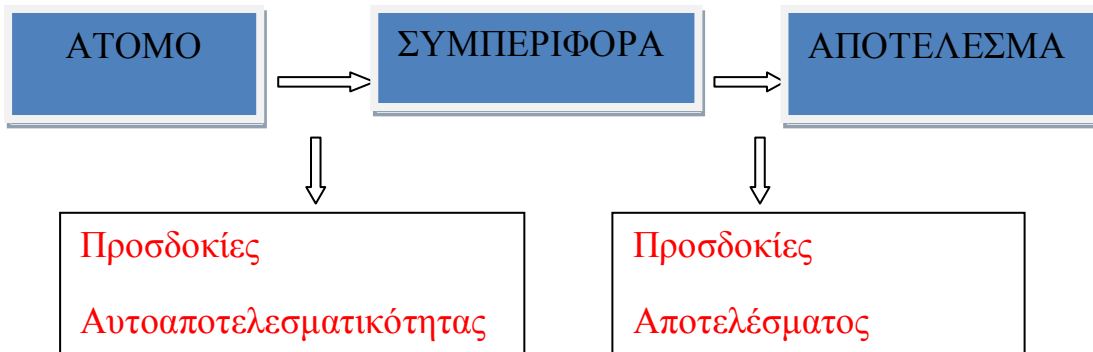 ΑΤΟΜΟ
ΣΥΜΠΕΡΙΦΟΡΑ
ΑΠΟΤΕΛΕΣΜΑ
Προσδοκίες
Αυτοαποτελεσματικότητας
Προσδοκίες
Αποτελέσματος